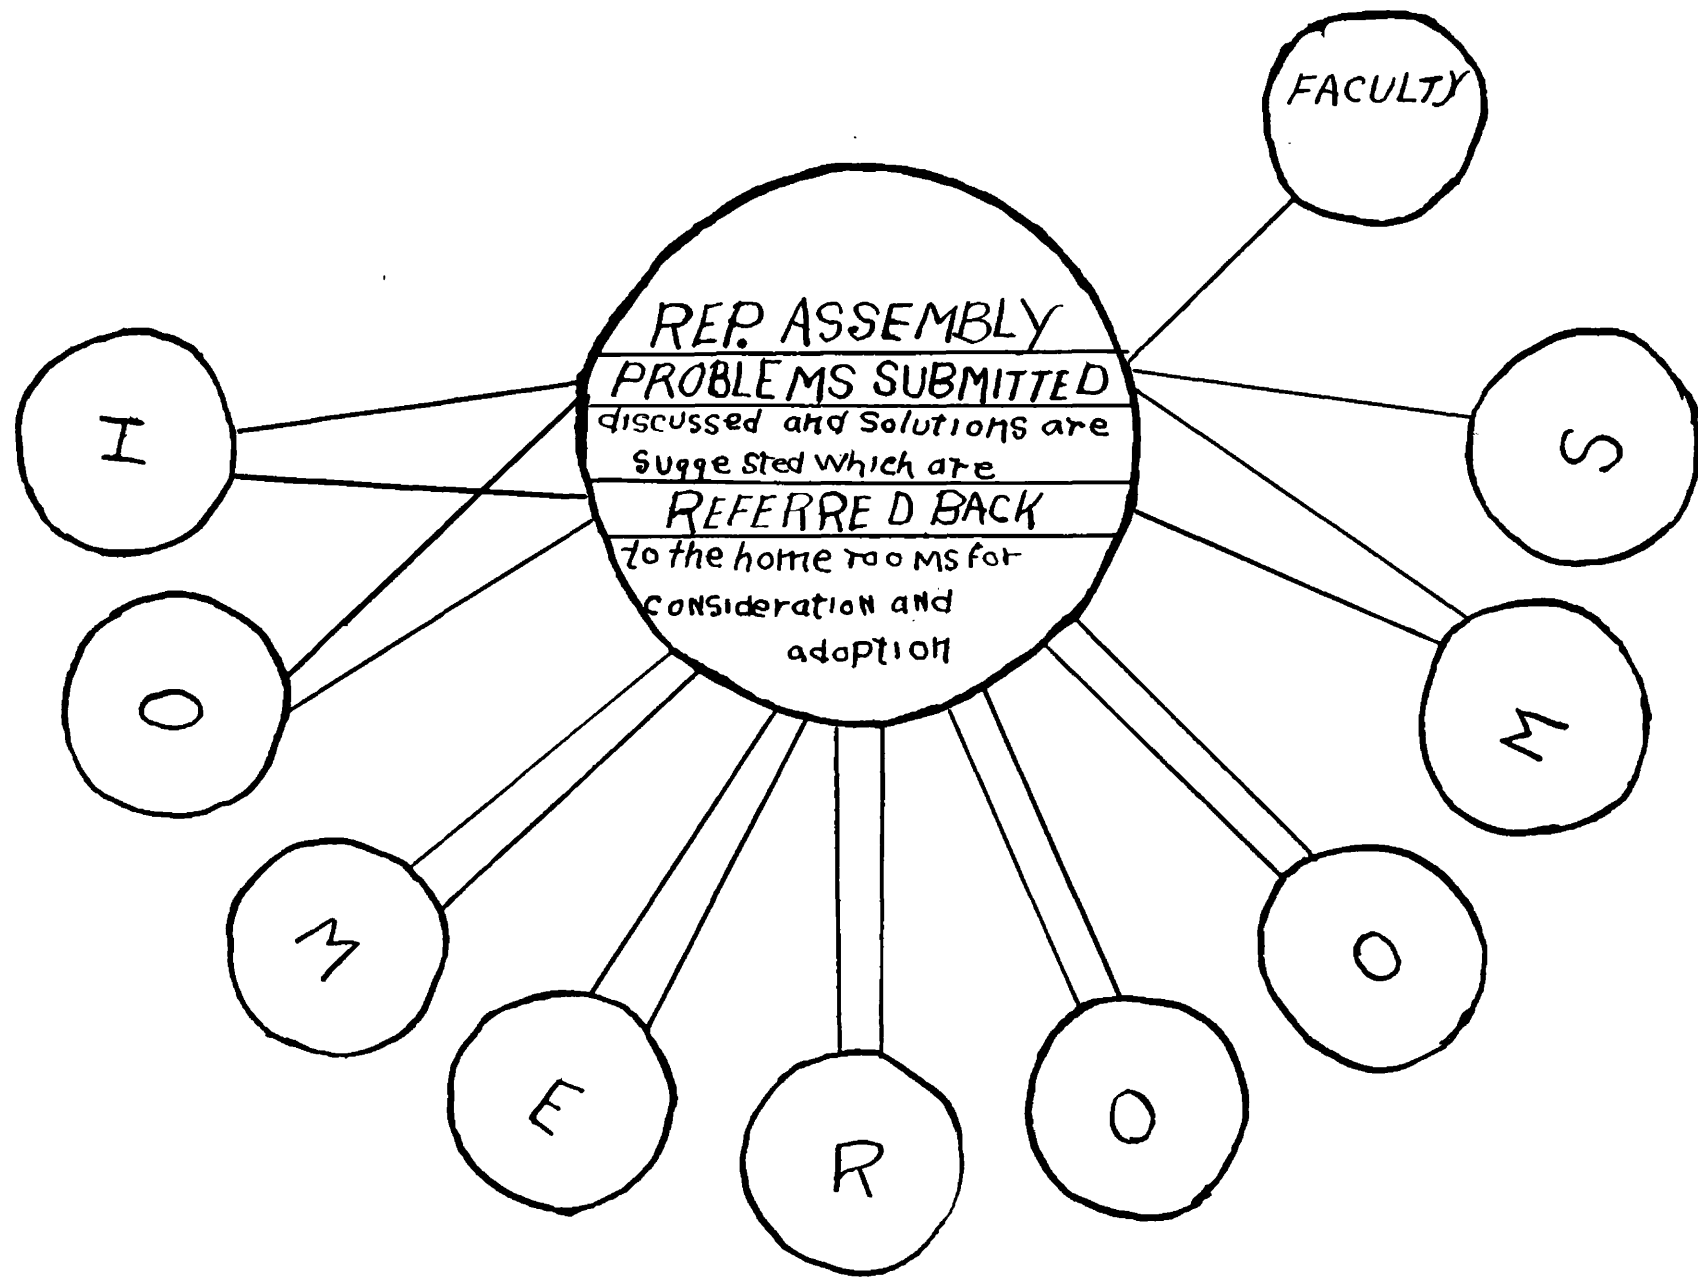 FACULTY
REP. ASSEMBLY
PROBLEMS SUBMITTED
discussed and solutions are
suggested which are
REFERRED BACK
to the home rooms for
consideration and
adoption
H
O
M
E
R
O
O
M
S